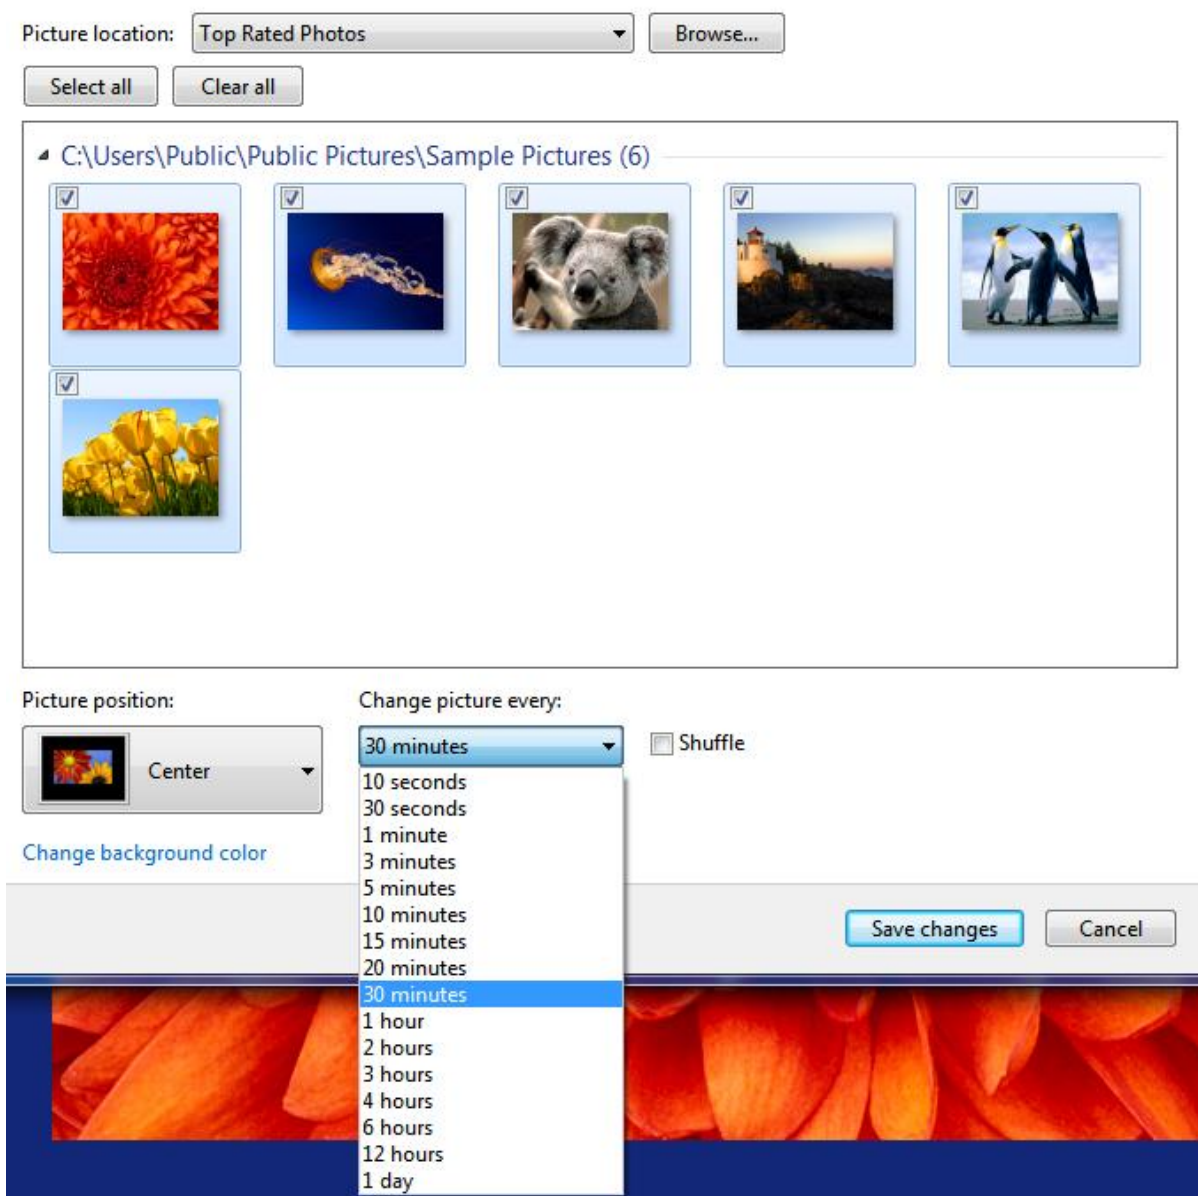 Picture location: Top Rated Photos Browse...
Select all Clear all
C:\Users\Public\Public Pictures\Sample Pictures (6)
Picture position: Change picture every:
Center 30 minutes Shuffle
10 seconds
30 seconds
1 minute
3 minutes
Change background color
5 minutes
10 minutes
15 minutes
Save changes Cancel
20 minutes
30 minutes
1 hour
2 hours
3 hours
4 hours
6 hours
12 hours
1 day